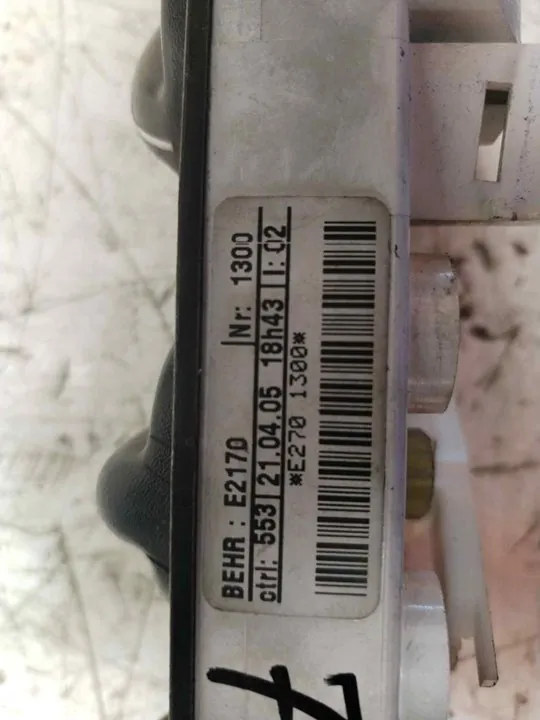 BEHR : E2170 Nr: 1300
ctrl: 553 21.04.05 18h43 I: 02
*E270 1300*